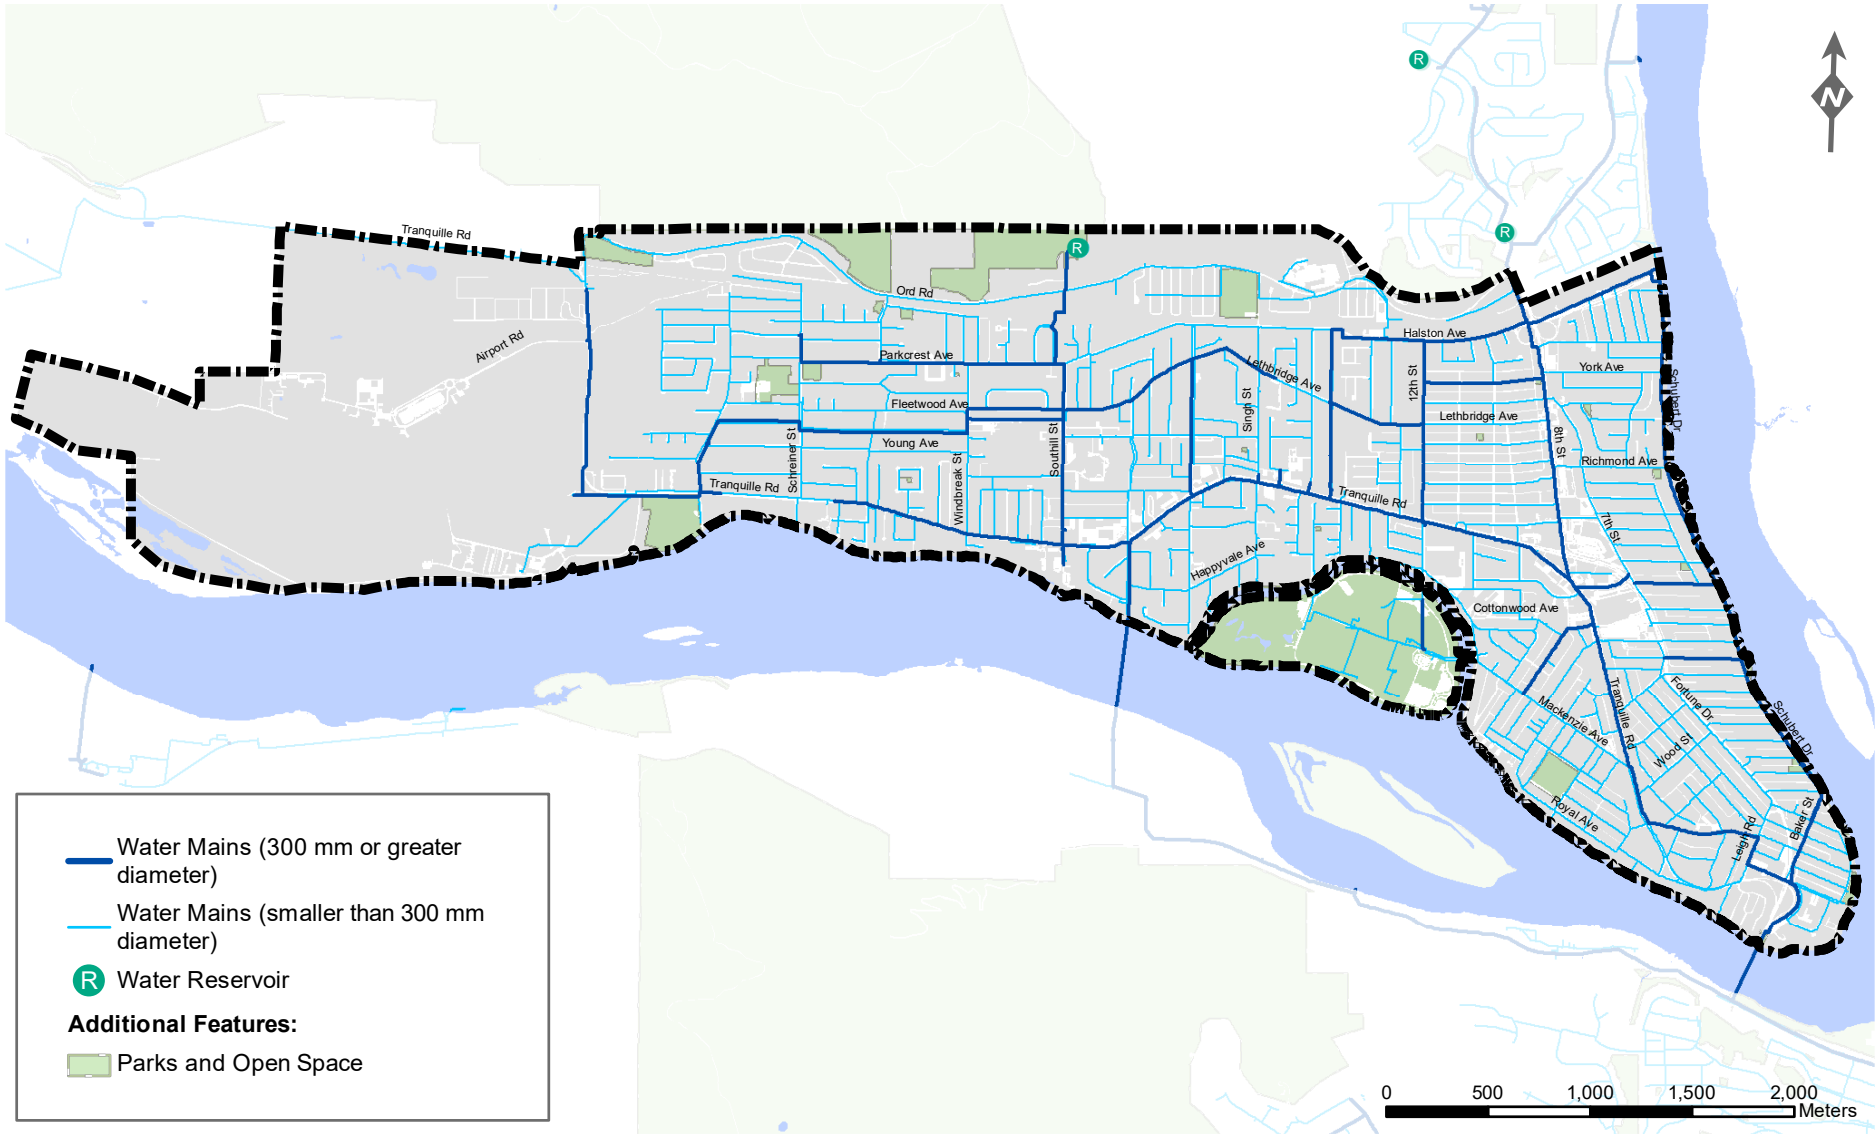 R
N
R
Tranquille Rd
R
Ord Rd
Airport Rd
Halston Ave
Parkcrest Ave
Lethbridge Ave
York Ave
Schubert Dr
12th St
Singh St
Fleetwood Ave
Lethbridge Ave
8th St
Young Ave
Schreiner St
Windbreak St
Southill St
Richmond Ave
Tranquille Rd
Tranquille Rd
7th St
Happyvale Ave
Cottonwood Ave
Mackenzie Ave
Tranquille Rd
Fortune Dr
Wood St
Schubert Dr
Royal Ave
Leigh Rd
Baker St
Water Mains (300 mm or greater
diameter)
Water Mains (smaller than 300 mm
diameter)
R Water Reservoir
Additional Features:
Parks and Open Space
0 500 1,000 1,500 2,000
Meters